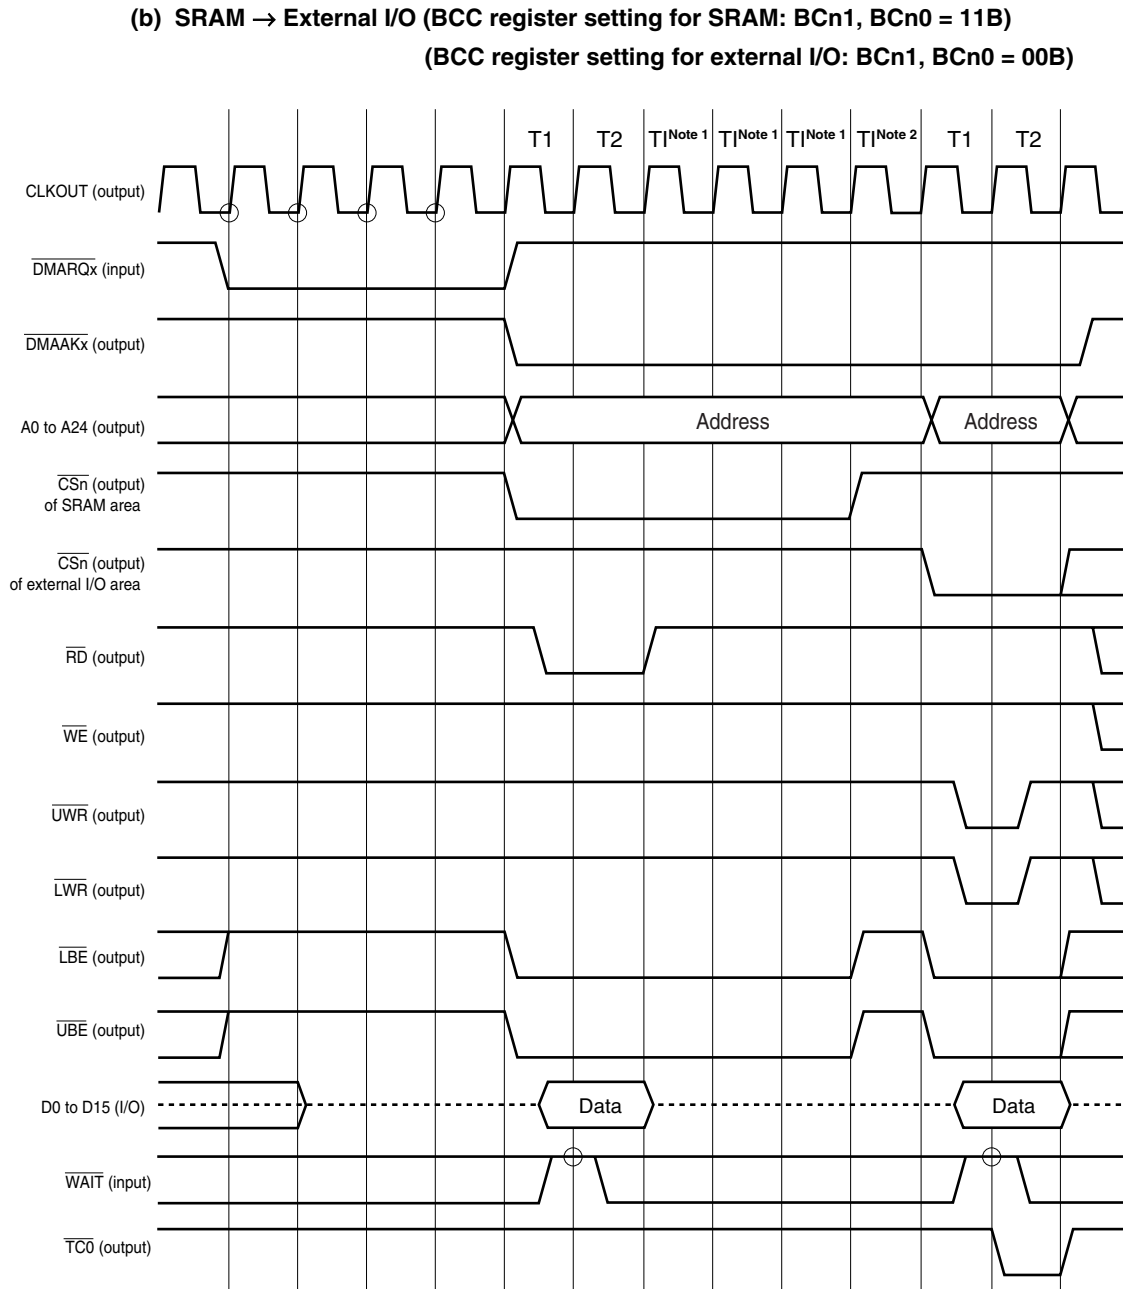 (b) SRAM → External I/O (BCC register setting for SRAM: BCn1, BCn0 = 11B)
(BCC register setting for external I/O: BCn1, BCn0 = 00B)
T1 T2 TI Note 1 TI Note 1 TI Note 1 TI Note 2 T1 T2
CLKOUT (output)
DMARQx (input)
DMAAKx (output)
A0 to A24 (output) Address Address
CSn (output)
of SRAM area
CSn (output)
of external I/O area
RD (output)
WE (output)
UWR (output)
LWR (output)
LBE (output)
UBE (output)
D0 to D15 (I/O) Data Data
WAIT (input)
TC0 (output)